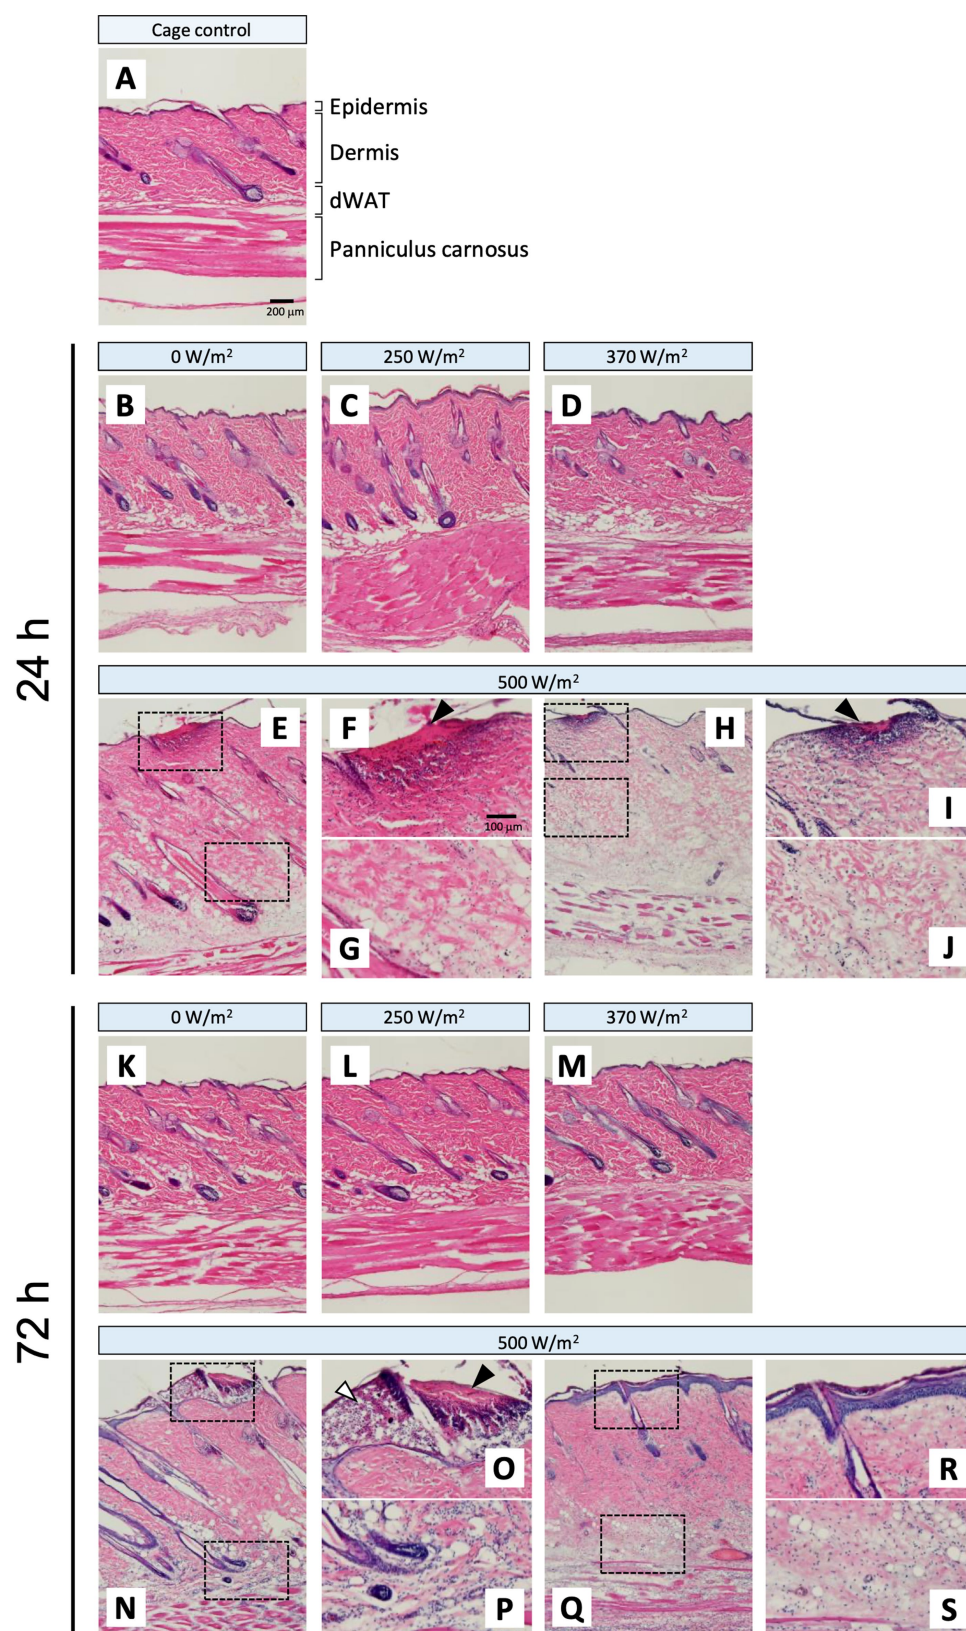 Cage control
A
Epidermis
Dermis
dWAT
Panniculus carnosus
200 μm
24 h
0 W/m²
250 W/m²
370 W/m²
B
C
D
500 W/m²
E
F
H
I
100 μm
G
J
72 h
0 W/m²
250 W/m²
370 W/m²
K
L
M
500 W/m²
O
R
N
P
Q
S